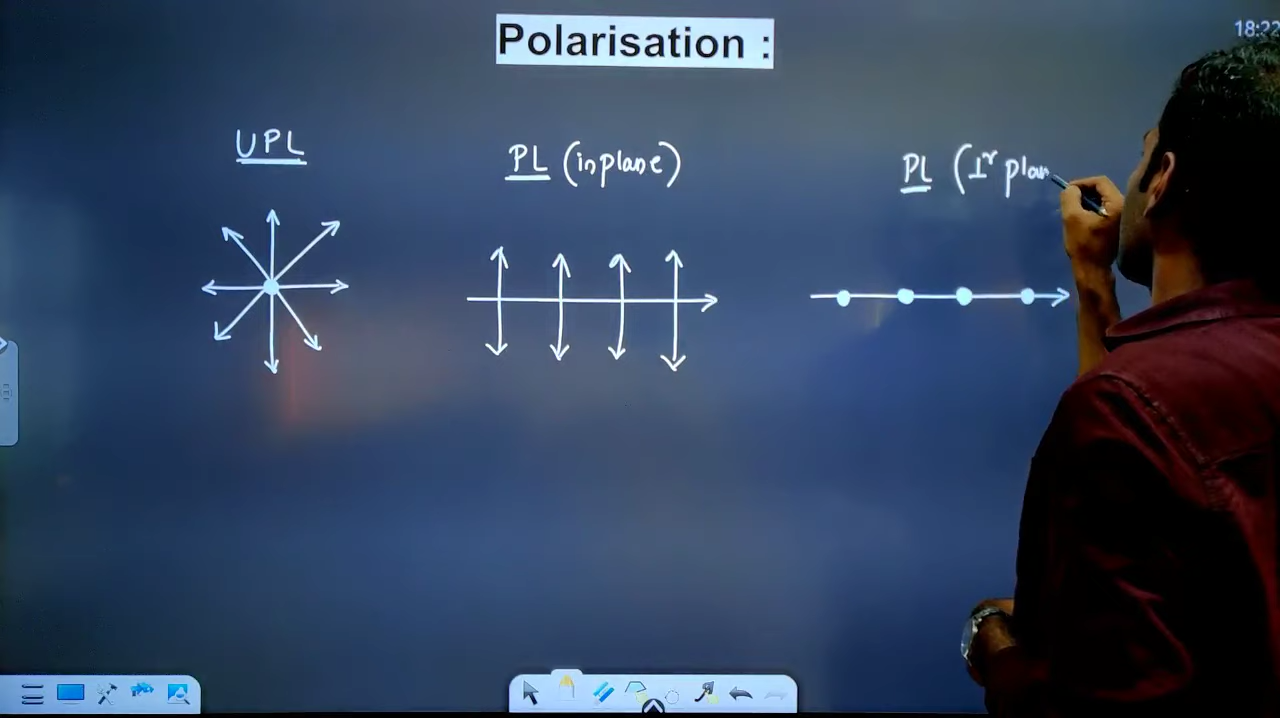 Polarisation :
18:22
UPL
PL (inplane)
PL (⊥r plan